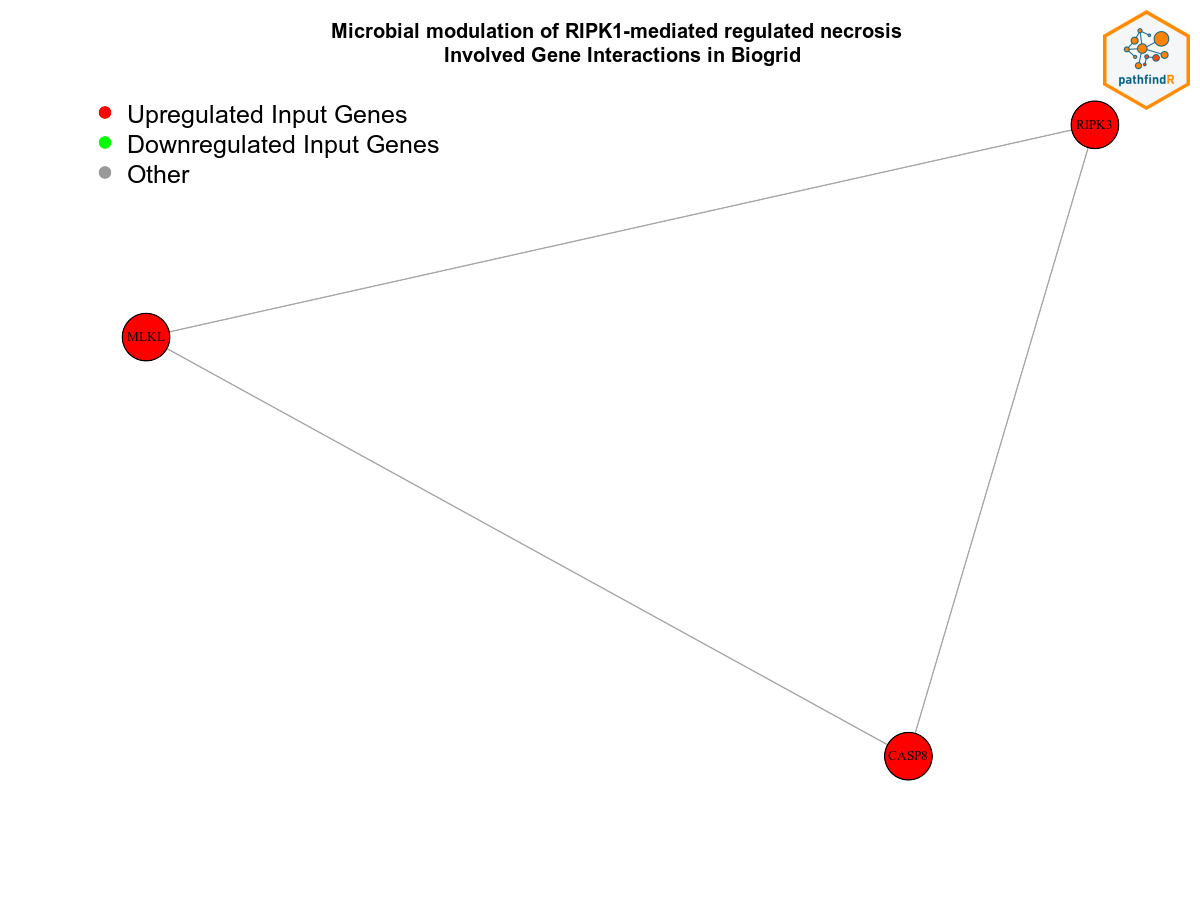 Microbial modulation of RIPK1-mediated regulated necrosis
Involved Gene Interactions in Biogrid
pathfindR
Upregulated Input Genes
Downregulated Input Genes
Other
RIPK3
MLKL
CASP8